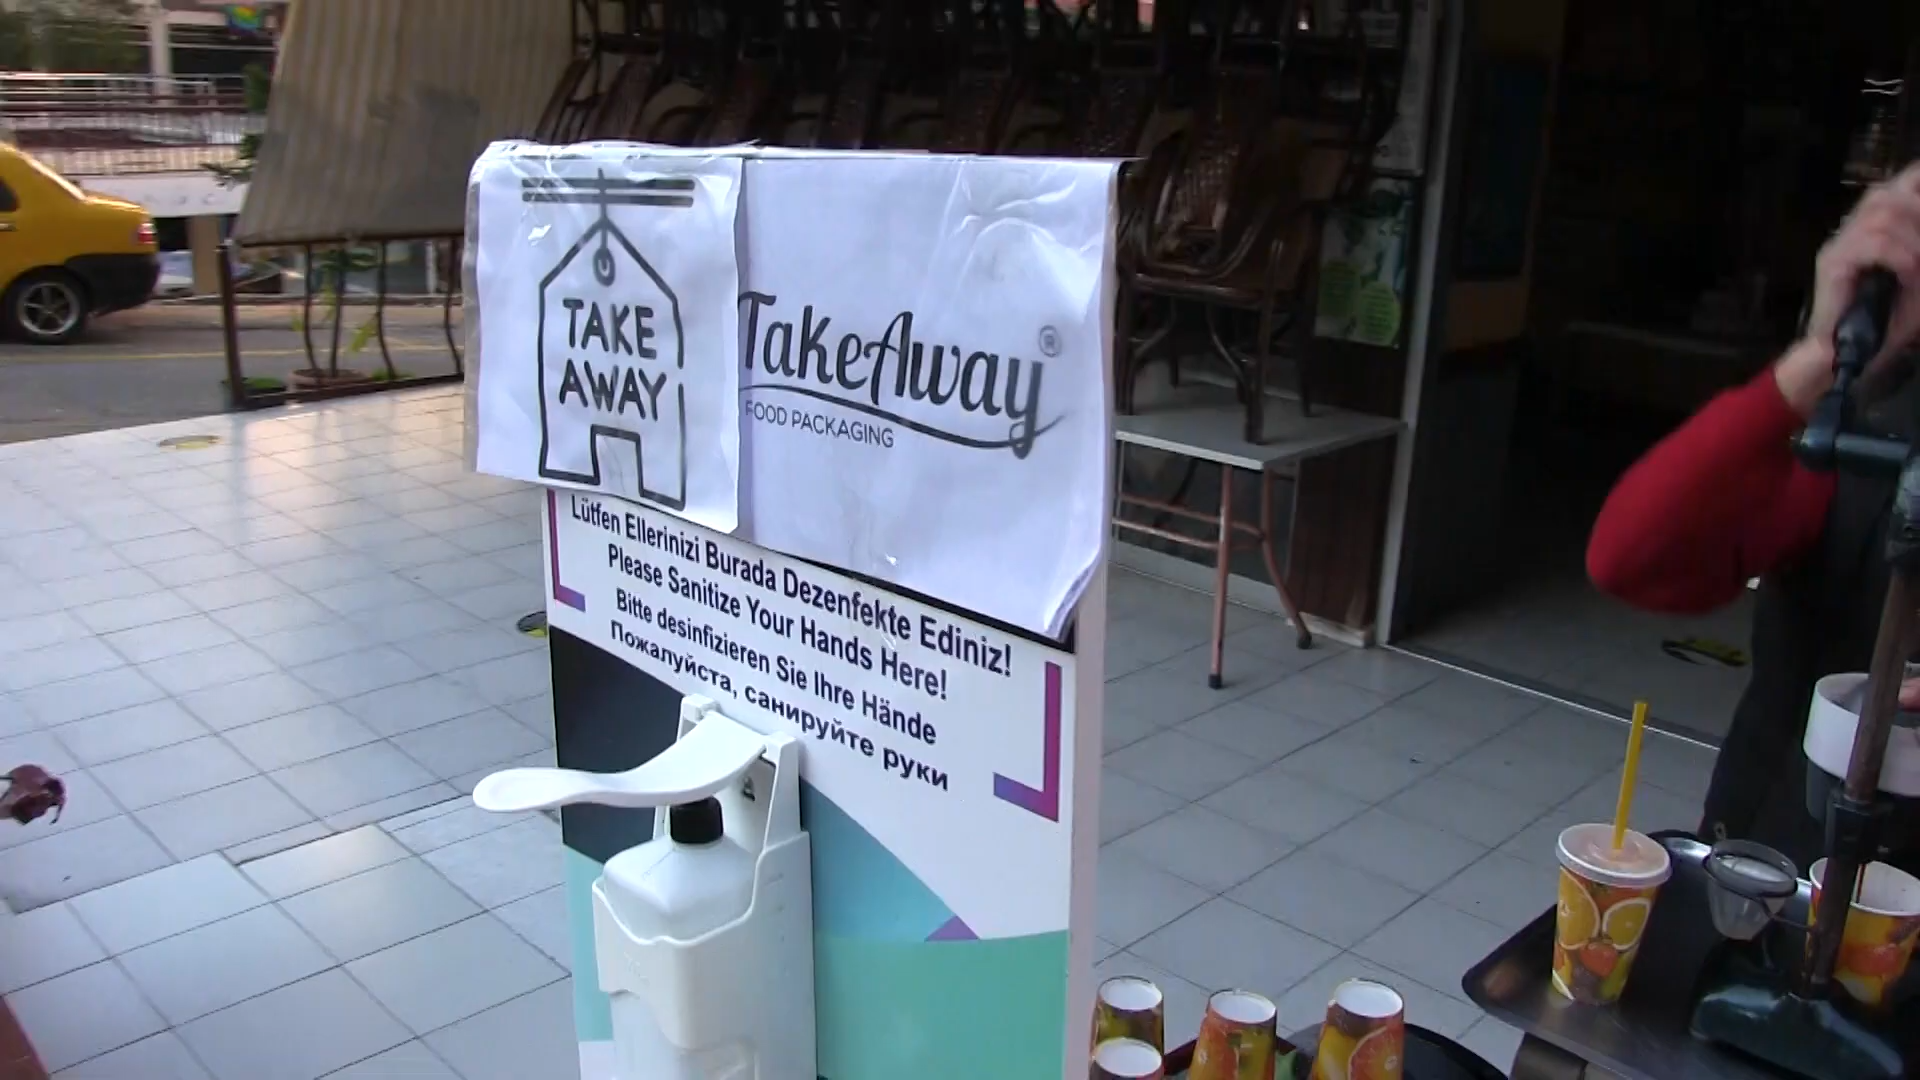 TAKE
AWAY
TakeAway®
FOOD PACKAGING
Lütfen Ellerinizi Burada Dezenfekte Ediniz!
Please Sanitize Your Hands Here!
Bitte desinfizieren Sie Ihre Hände
Пожалуйста, санируйте руки